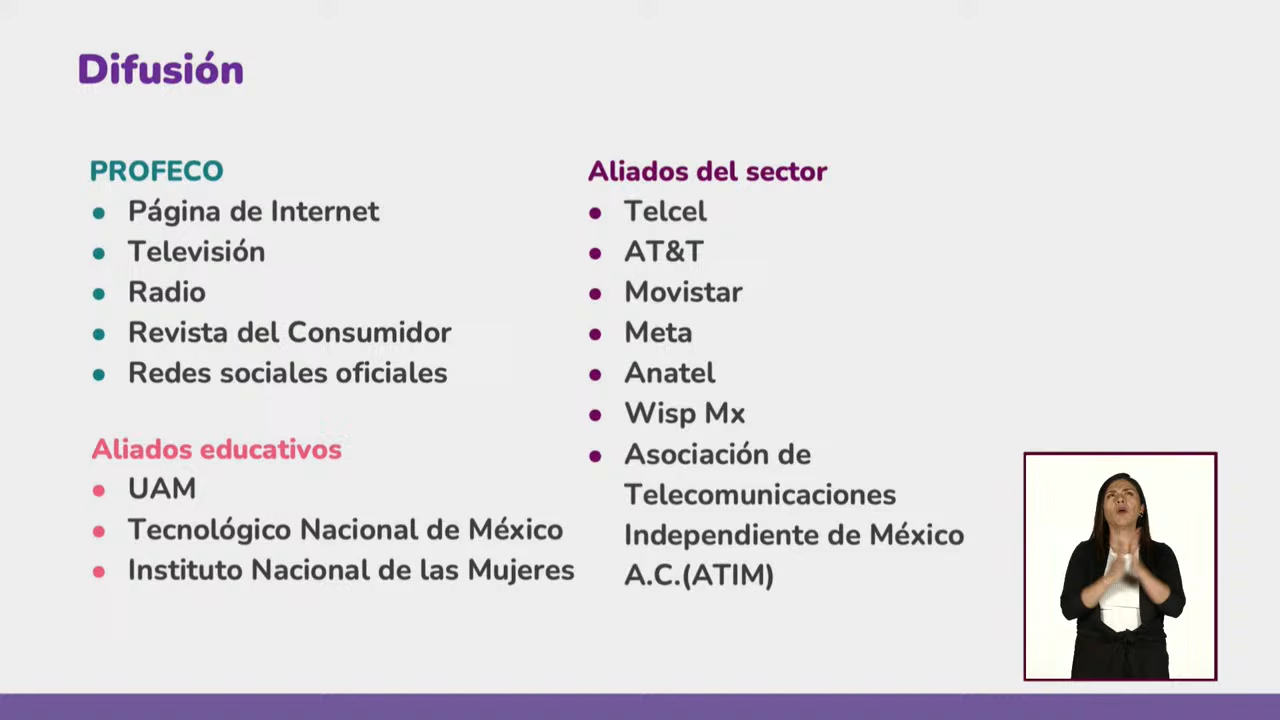 Difusión
PROFECO
Página de Internet
Televisión
Radio
Revista del Consumidor
Redes sociales oficiales
Aliados educativos
UAM
Tecnológico Nacional de México
Instituto Nacional de las Mujeres
Aliados del sector
Telcel
AT&T
Movistar
Meta
Anatel
Wisp Mx
Asociación de
Telecomunicaciones
Independiente de México
A.C.(ATIM)